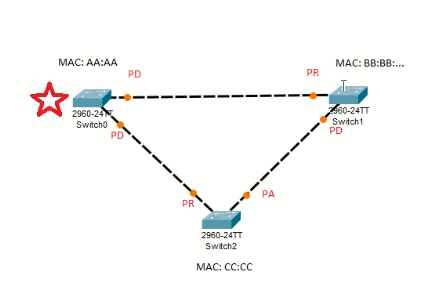 MAC: AA:AA
MAC: BB:BB:...
PD
PR
2960-24TT
Switch0
2960-24TT
Switch1
PD
PD
PR
PA
2960-24TT
Switch2
MAC: CC:CC